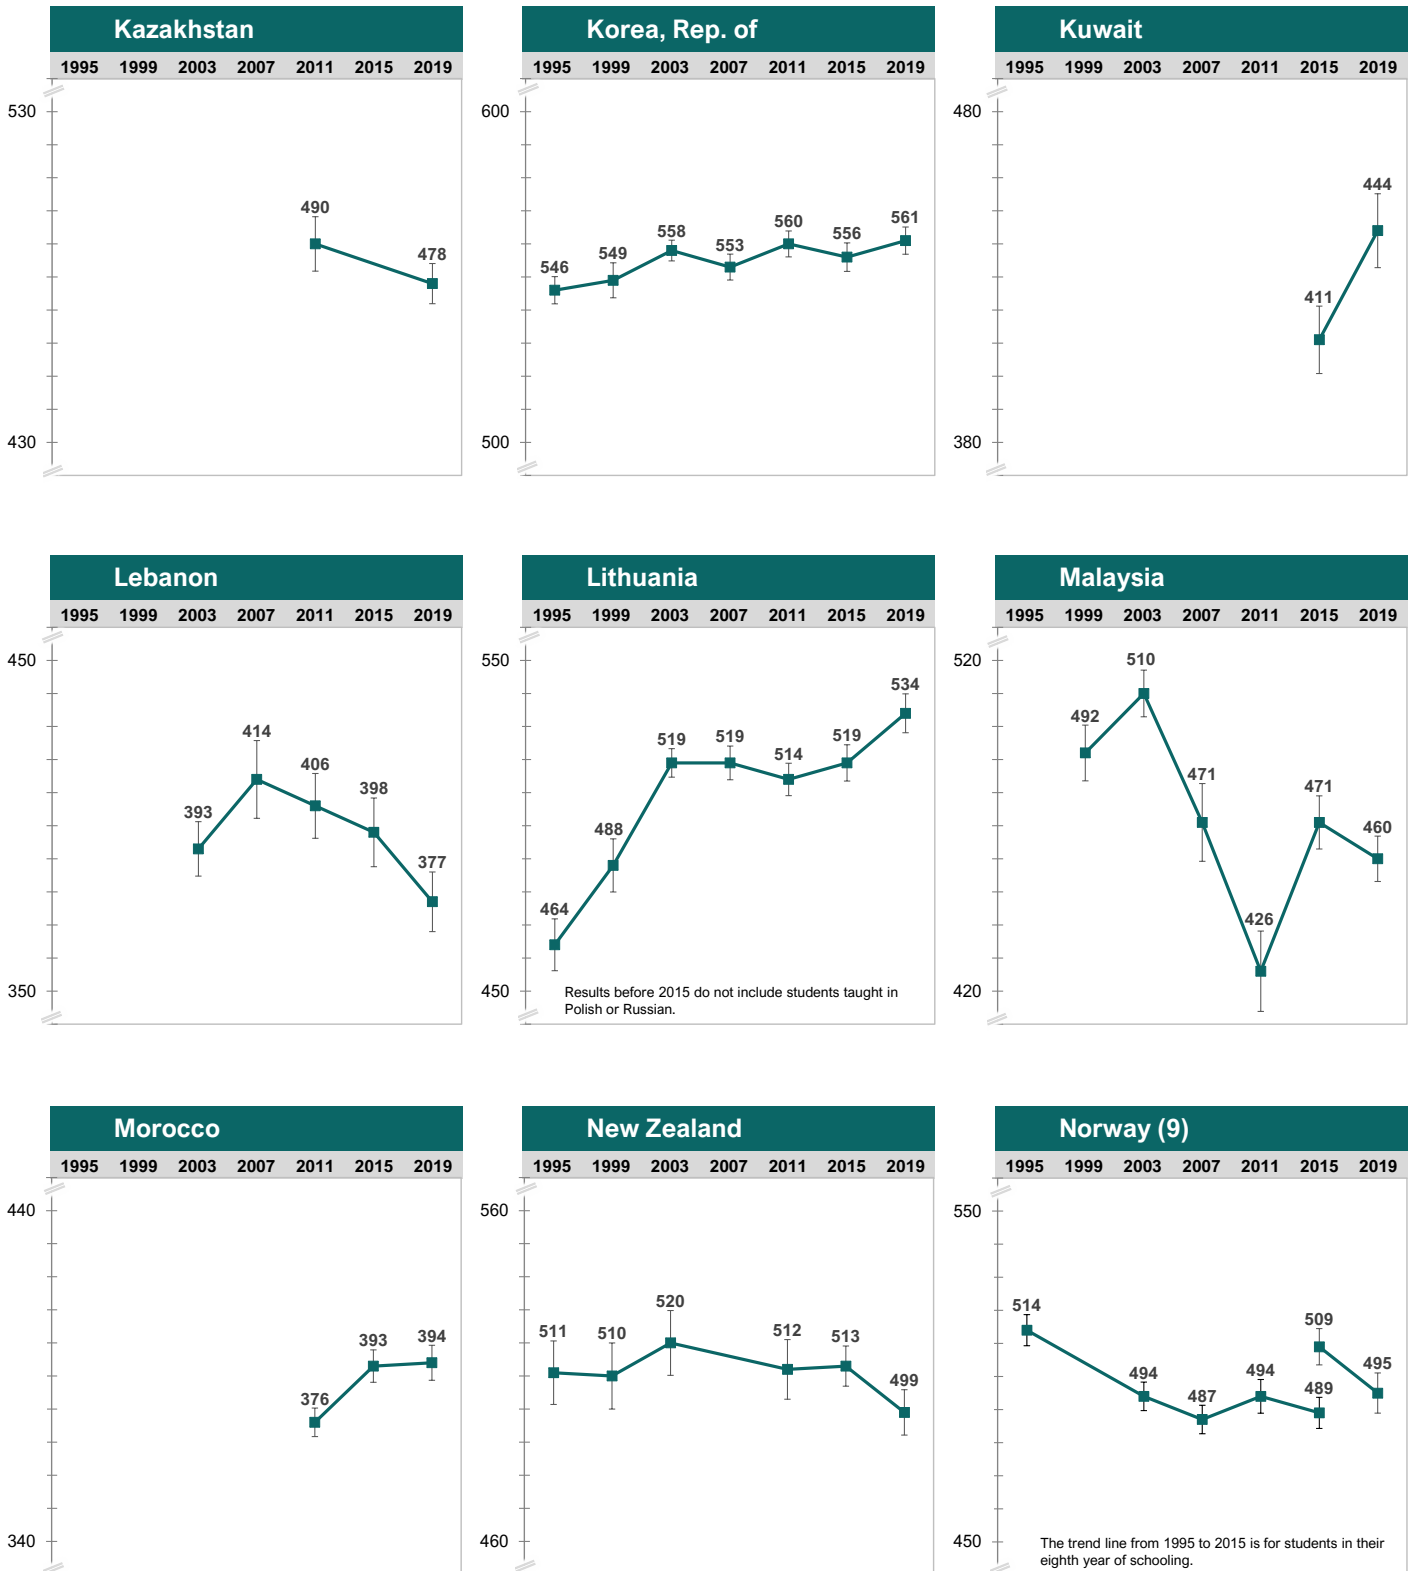 Kazakhstan
1995 1999 2003 2007 2011 2015 2019
530
490
478
430
Korea, Rep. of
1995 1999 2003 2007 2011 2015 2019
600
546 549 558 553 560 556 561
500
Kuwait
1995 1999 2003 2007 2011 2015 2019
480
444
411
380
Lebanon
1995 1999 2003 2007 2011 2015 2019
450
393 414 406 398 377
350
Lithuania
1995 1999 2003 2007 2011 2015 2019
550
464 488 519 519 514 519 534
450
Results before 2015 do not include students taught in
Polish or Russian.
Malaysia
1995 1999 2003 2007 2011 2015 2019
520
492 510 471 426 471 460
420
Morocco
1995 1999 2003 2007 2011 2015 2019
440
376 393 394
340
New Zealand
1995 1999 2003 2007 2011 2015 2019
560
511 510 520 512 513 499
460
Norway (9)
1995 1999 2003 2007 2011 2015 2019
550
514 494 487 494 489
509 495
450
The trend line from 1995 to 2015 is for students in their
eighth year of schooling.